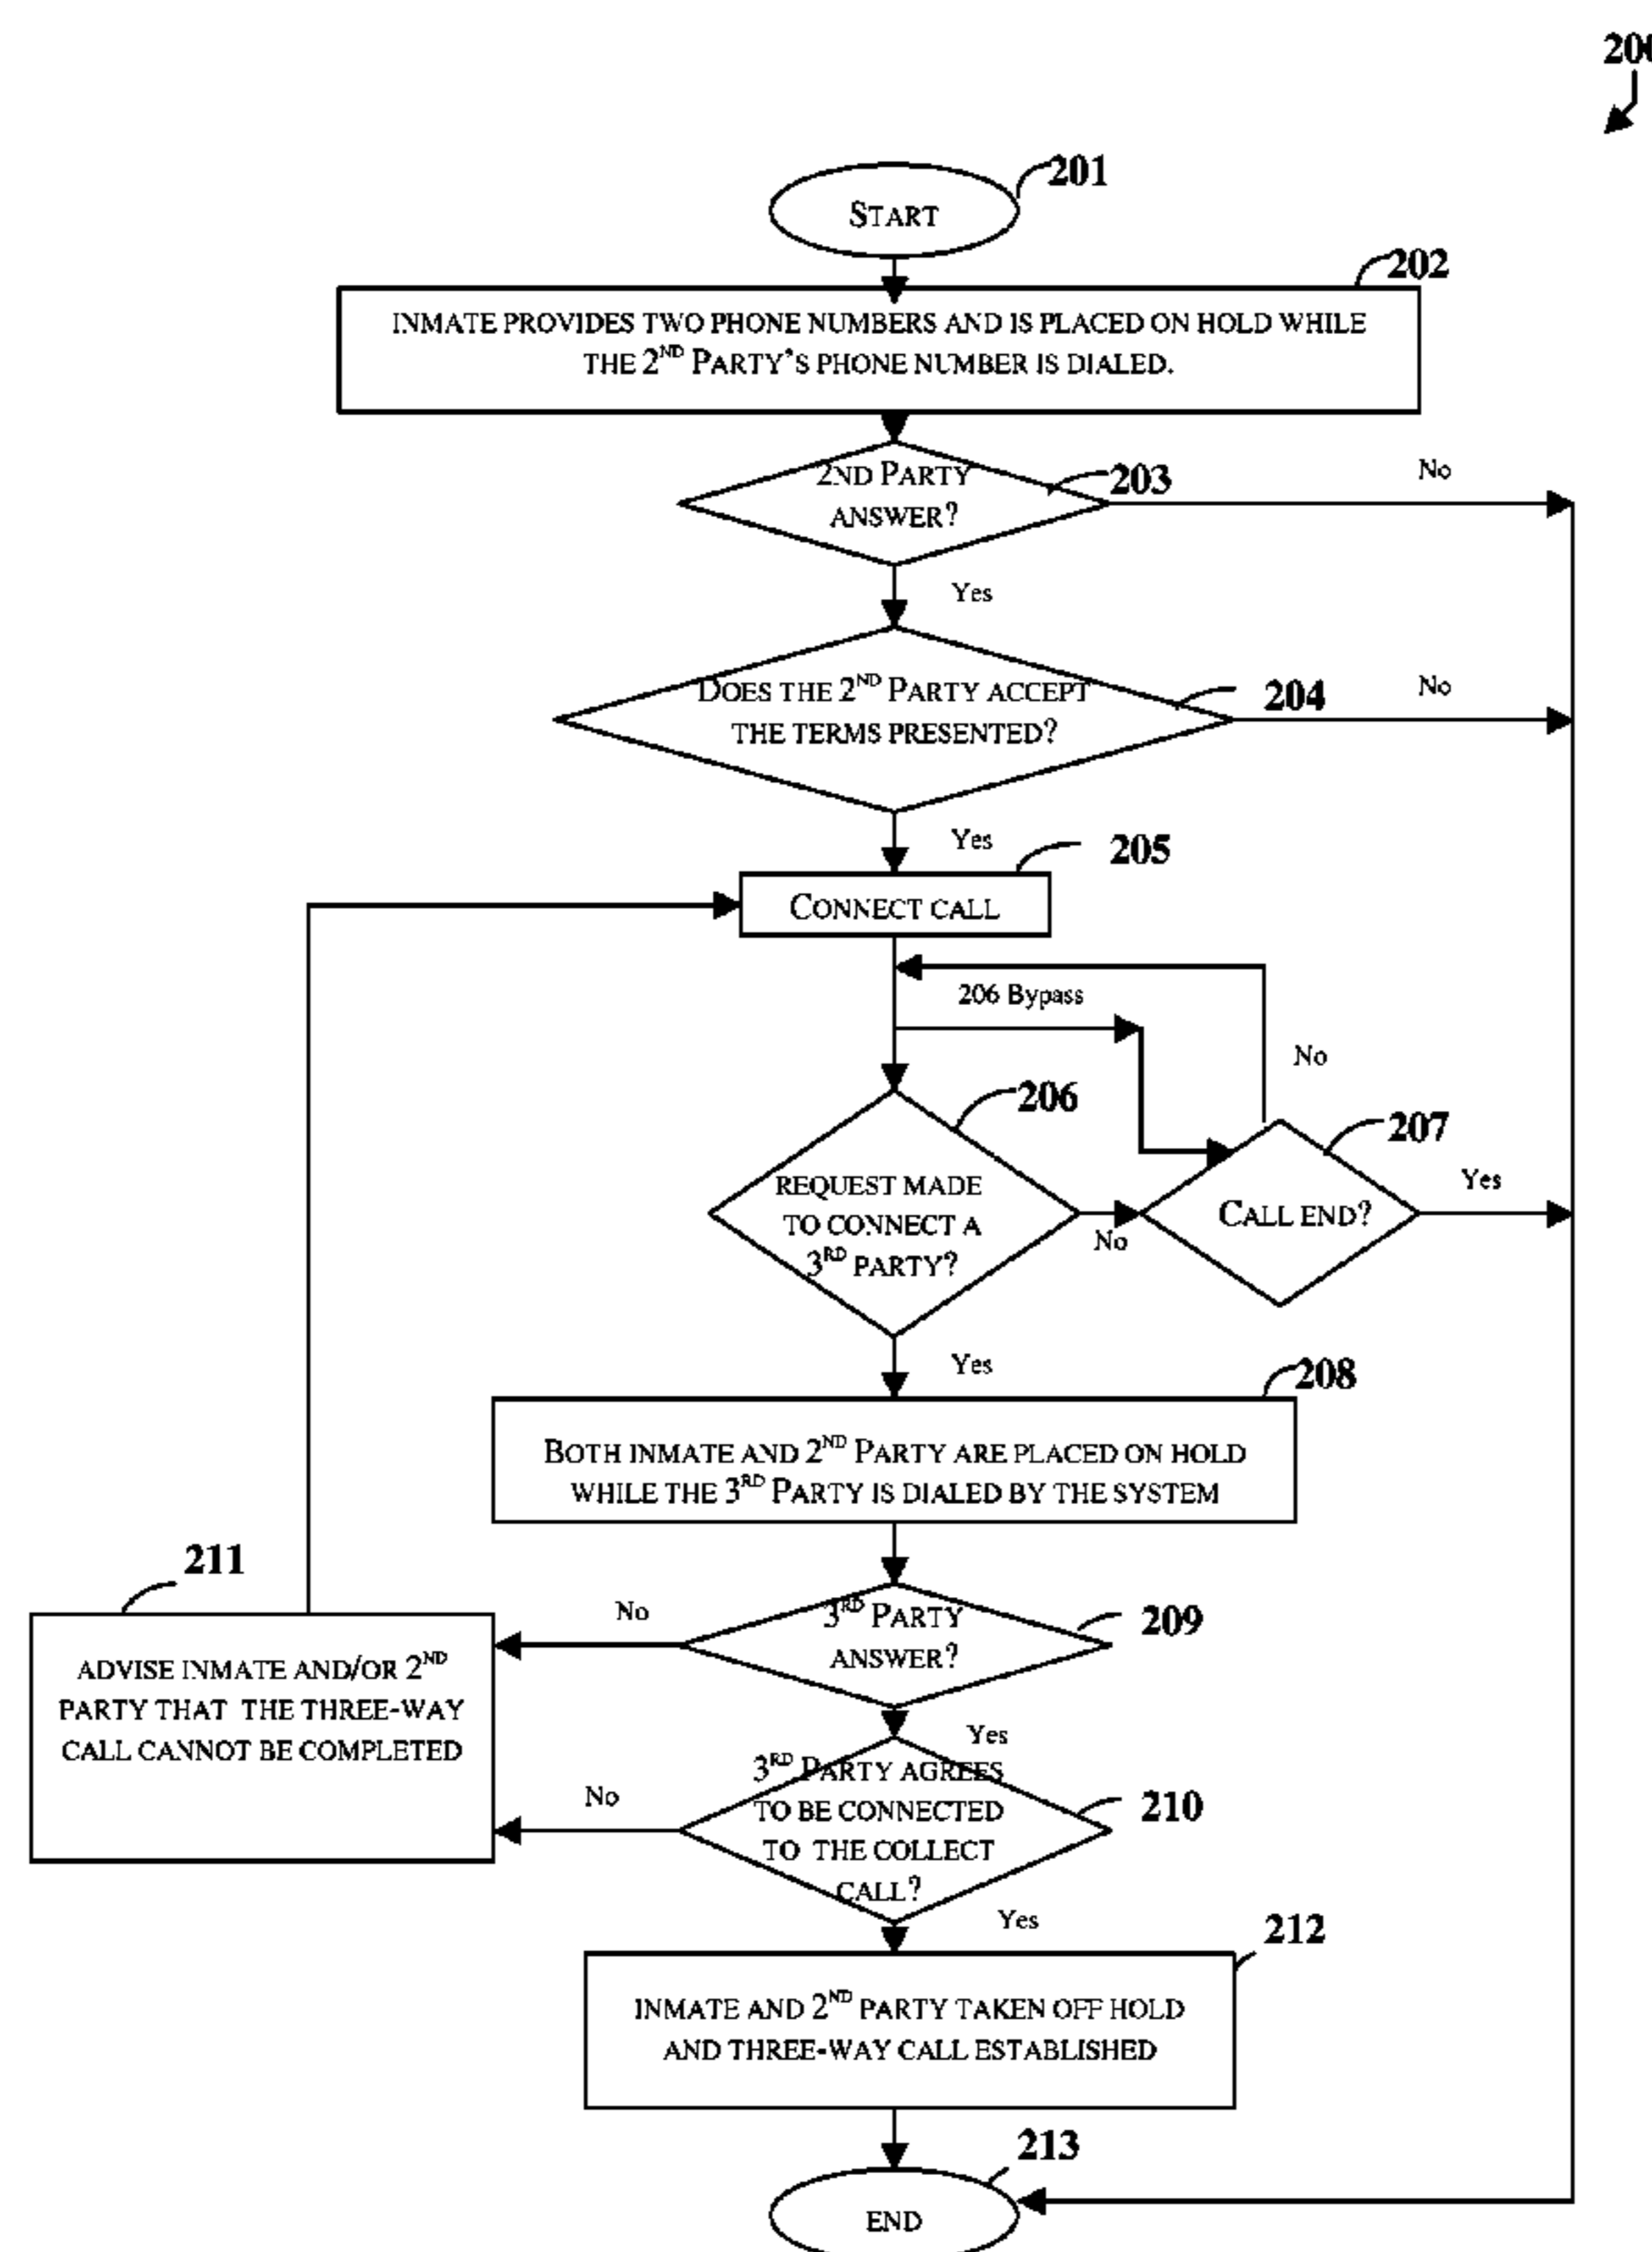 200
201
START
202
INMATE PROVIDES TWO PHONE NUMBERS AND IS PLACED ON HOLD WHILE
THE 2ND PARTY'S PHONE NUMBER IS DIALED.
2ND PARTY
ANSWER?
203
No
Yes
DOES THE 2ND PARTY ACCEPT
THE TERMS PRESENTED?
204
No
Yes
205
CONNECT CALL
206 Bypass
No
206
REQUEST MADE
TO CONNECT A
3RD PARTY?
No
207
CALL END?
Yes
Yes
208
BOTH INMATE AND 2ND PARTY ARE PLACED ON HOLD
WHILE THE 3RD PARTY IS DIALED BY THE SYSTEM
211
ADVISE INMATE AND/OR 2ND
PARTY THAT THE THREE-WAY
CALL CANNOT BE COMPLETED
No
3RD PARTY
ANSWER?
209
Yes
No
3RD PARTY AGREES
TO BE CONNECTED
TO THE COLLECT
CALL?
210
Yes
212
INMATE AND 2ND PARTY TAKEN OFF HOLD
AND THREE-WAY CALL ESTABLISHED
213
END